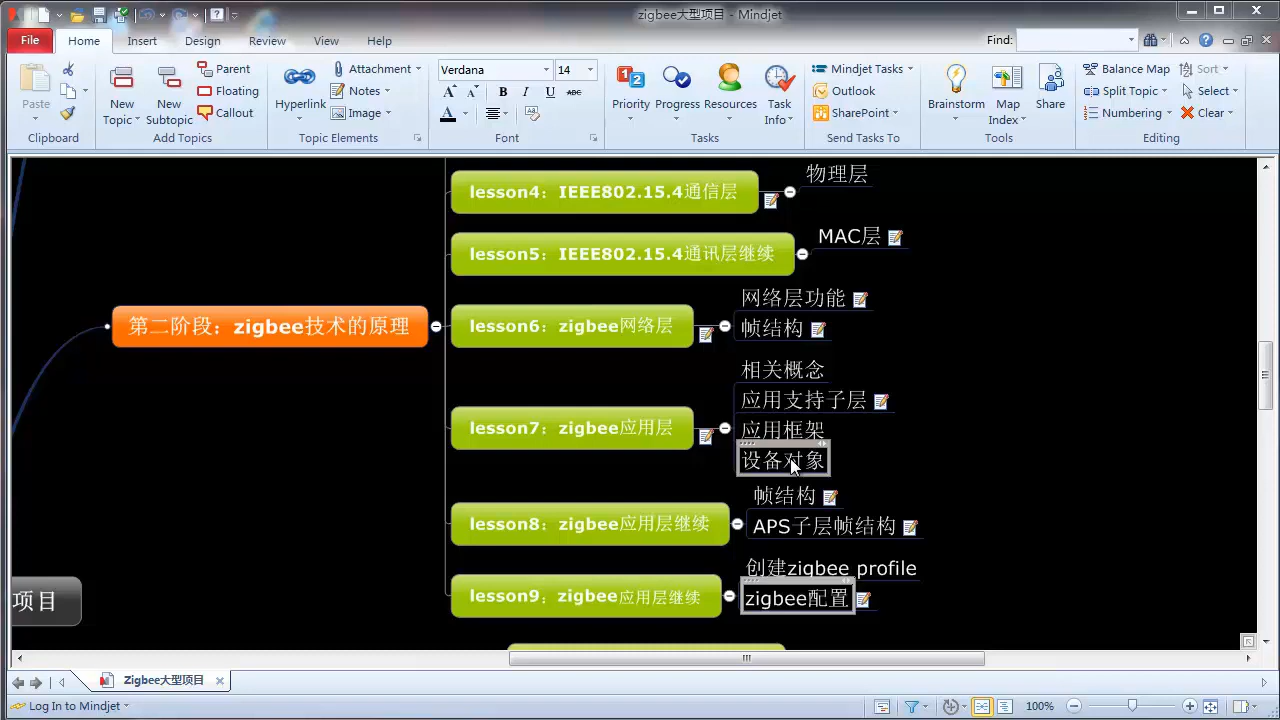 zigbee大型项目 - Mindjet
File Home Insert Design Review View Help Find:
Paste
Clipboard
New Topic
New Subtopic
Parent
Floating
Callout
Add Topics
Hyperlink
Attachment
Notes
Image
Topic Elements
Verdana 14
B I U ABC
A
Font
Priority
Progress
Resources
Task Info
Tasks
Mindjet Tasks
Outlook
SharePoint
Send Tasks To
Brainstorm
Map Index
Share
Tools
Balance Map
Split Topic
Numbering
Sort
Select
Clear
Editing
lesson4：IEEE802.15.4通信层
物理层
lesson5：IEEE802.15.4通讯层继续
MAC层
第二阶段：zigbee技术的原理
lesson6：zigbee网络层
网络层功能
帧结构
lesson7：zigbee应用层
相关概念
应用支持子层
应用框架
设备对象
lesson8：zigbee应用层继续
帧结构
APS子层帧结构
lesson9：zigbee应用层继续
创建zigbee profile
zigbee配置
项目
Zigbee大型项目
Log In to Mindjet
100%